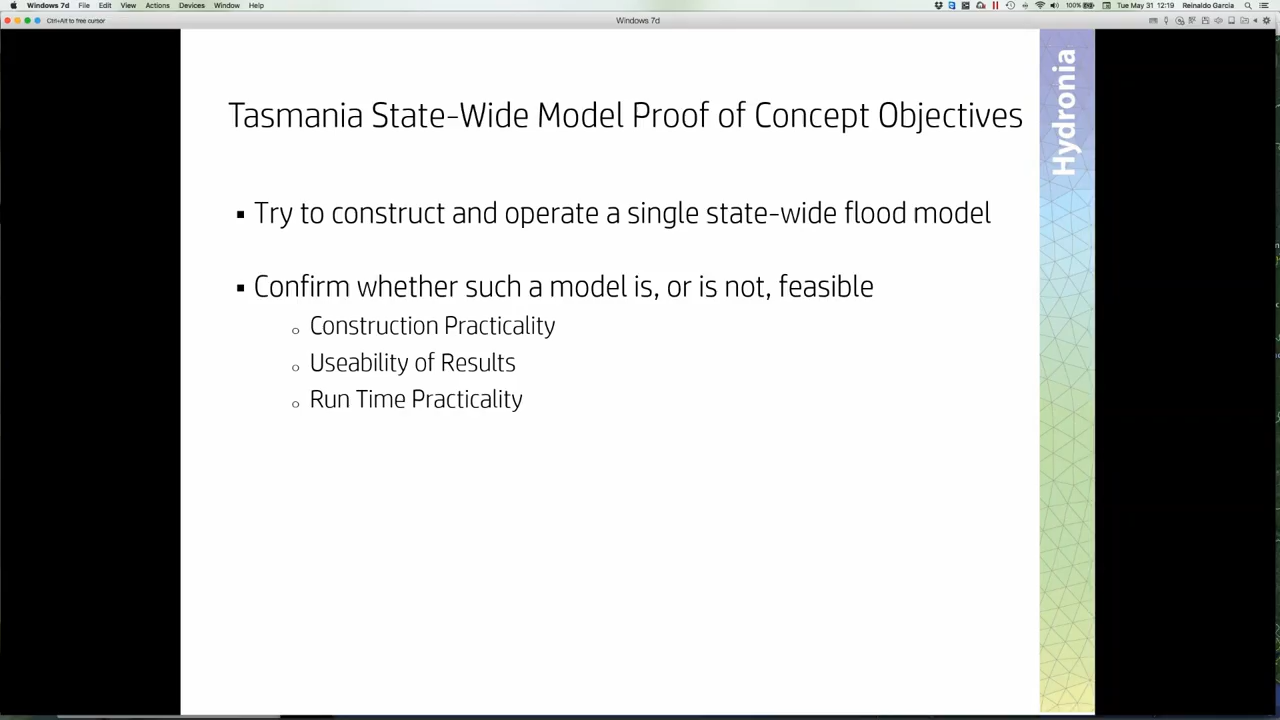 Windows 7d File Edit View Actions Devices Window Help 100% Tue May 31 12:19 Reinaldo Garcia
Ctrl+Alt to free cursor
Windows 7d
Hydronia
Tasmania State-Wide Model Proof of Concept Objectives
▪ Try to construct and operate a single state-wide flood model
▪ Confirm whether such a model is, or is not, feasible
o Construction Practicality
o Useability of Results
o Run Time Practicality